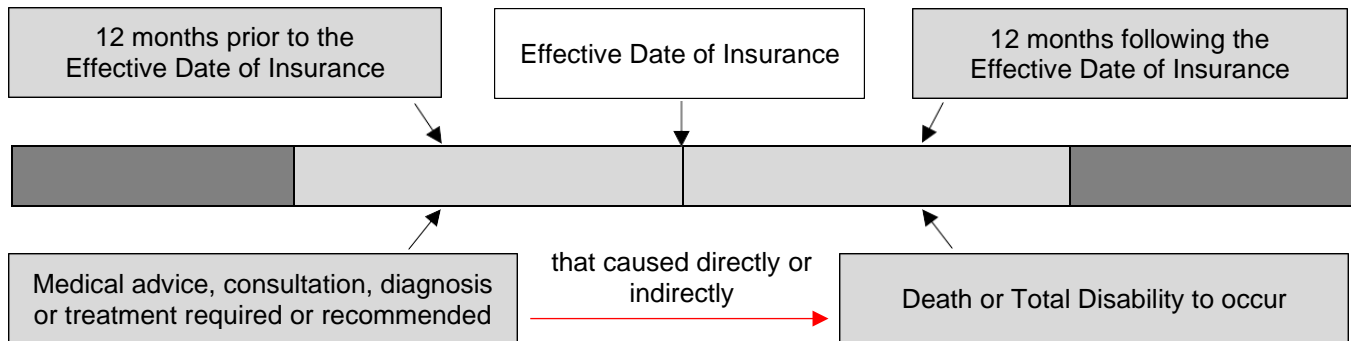 12 months prior to the
Effective Date of Insurance
Effective Date of Insurance
12 months following the
Effective Date of Insurance
Medical advice, consultation, diagnosis
or treatment required or recommended
that caused directly or
indirectly
Death or Total Disability to occur